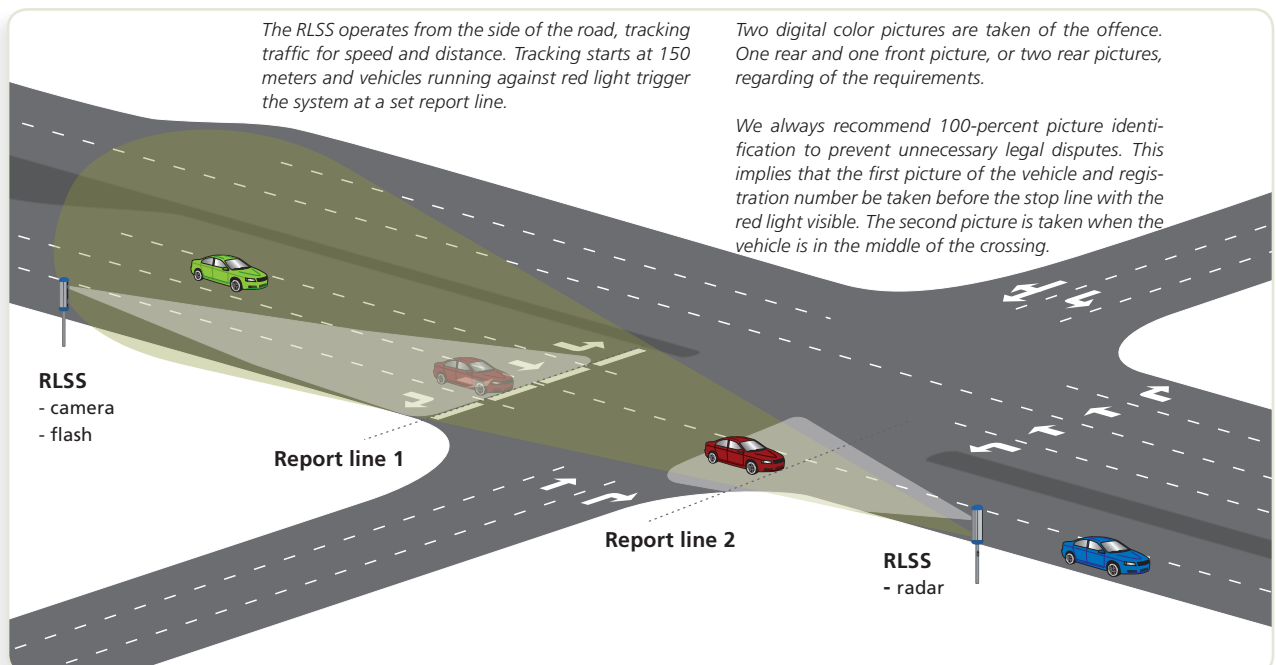 The RLSS operates from the side of the road, tracking
traffic for speed and distance. Tracking starts at 150
meters and vehicles running against red light trigger
the system at a set report line.
Two digital color pictures are taken of the offence.
One rear and one front picture, or two rear pictures,
regarding of the requirements.
We always recommend 100-percent picture identi-
fication to prevent unnecessary legal disputes. This
implies that the first picture of the vehicle and regis-
tration number be taken before the stop line with the
red light visible. The second picture is taken when the
vehicle is in the middle of the crossing.
RLSS
- camera
- flash
Report line 1
Report line 2
RLSS
- radar